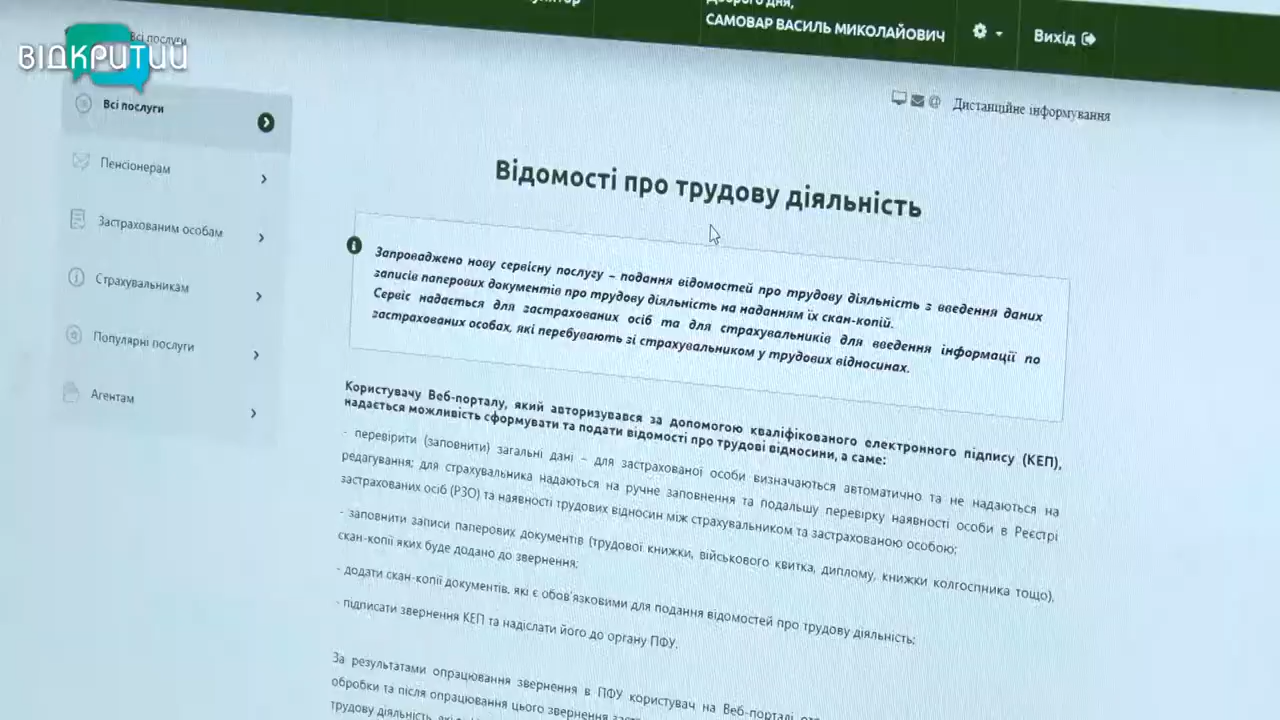 Доброго дня,
САМОВАР ВАСИЛЬ МИКОЛАЙОВИЧ
Вихід
Всі послуги
ВІДКРИТИЙ
Дистанційне інформування
Всі послуги
Пенсіонерам
Застрахованим особам
Страхувальникам
Популярні послуги
Агентам
Відомості про трудову діяльність
Запроваджено нову сервісну послугу – подання відомостей про трудову діяльність з введення даних
записів паперових документів про трудову діяльність на наданням їх скан-копій.
Сервіс надається для застрахованих осіб та для страхувальників для введення інформації по
застрахованих особах, які перебувають зі страхувальником у трудових відносинах.
Користувачу Веб-порталу, який авторизувався за допомогою кваліфікованого електронного підпису (КЕП),
надається можливість сформувати та подати відомості про трудові відносини, а саме:
- перевірити (заповнити) загальні дані – для застрахованої особи визначаються автоматично та не надаються на
редагування; для страхувальника надаються на ручне заповнення та подальшу перевірку наявності особи в Реєстрі
застрахованих осіб (РЗО) та наявності трудових відносин між страхувальником та застрахованою особою;
- заповнити записи паперових документів (трудової книжки, військового квитка, диплому, книжки колгоспника тощо),
скан-копії яких буде додано до звернення;
- додати скан-копії документів, які є обов'язковими для подання відомостей про трудову діяльність;
- підписати звернення КЕП та надіслати його до органу ПФУ.
За результатами опрацювання звернення в ПФУ користувач на Веб-порталі
обробки та після опрацювання цього звернення
трудову діяльність